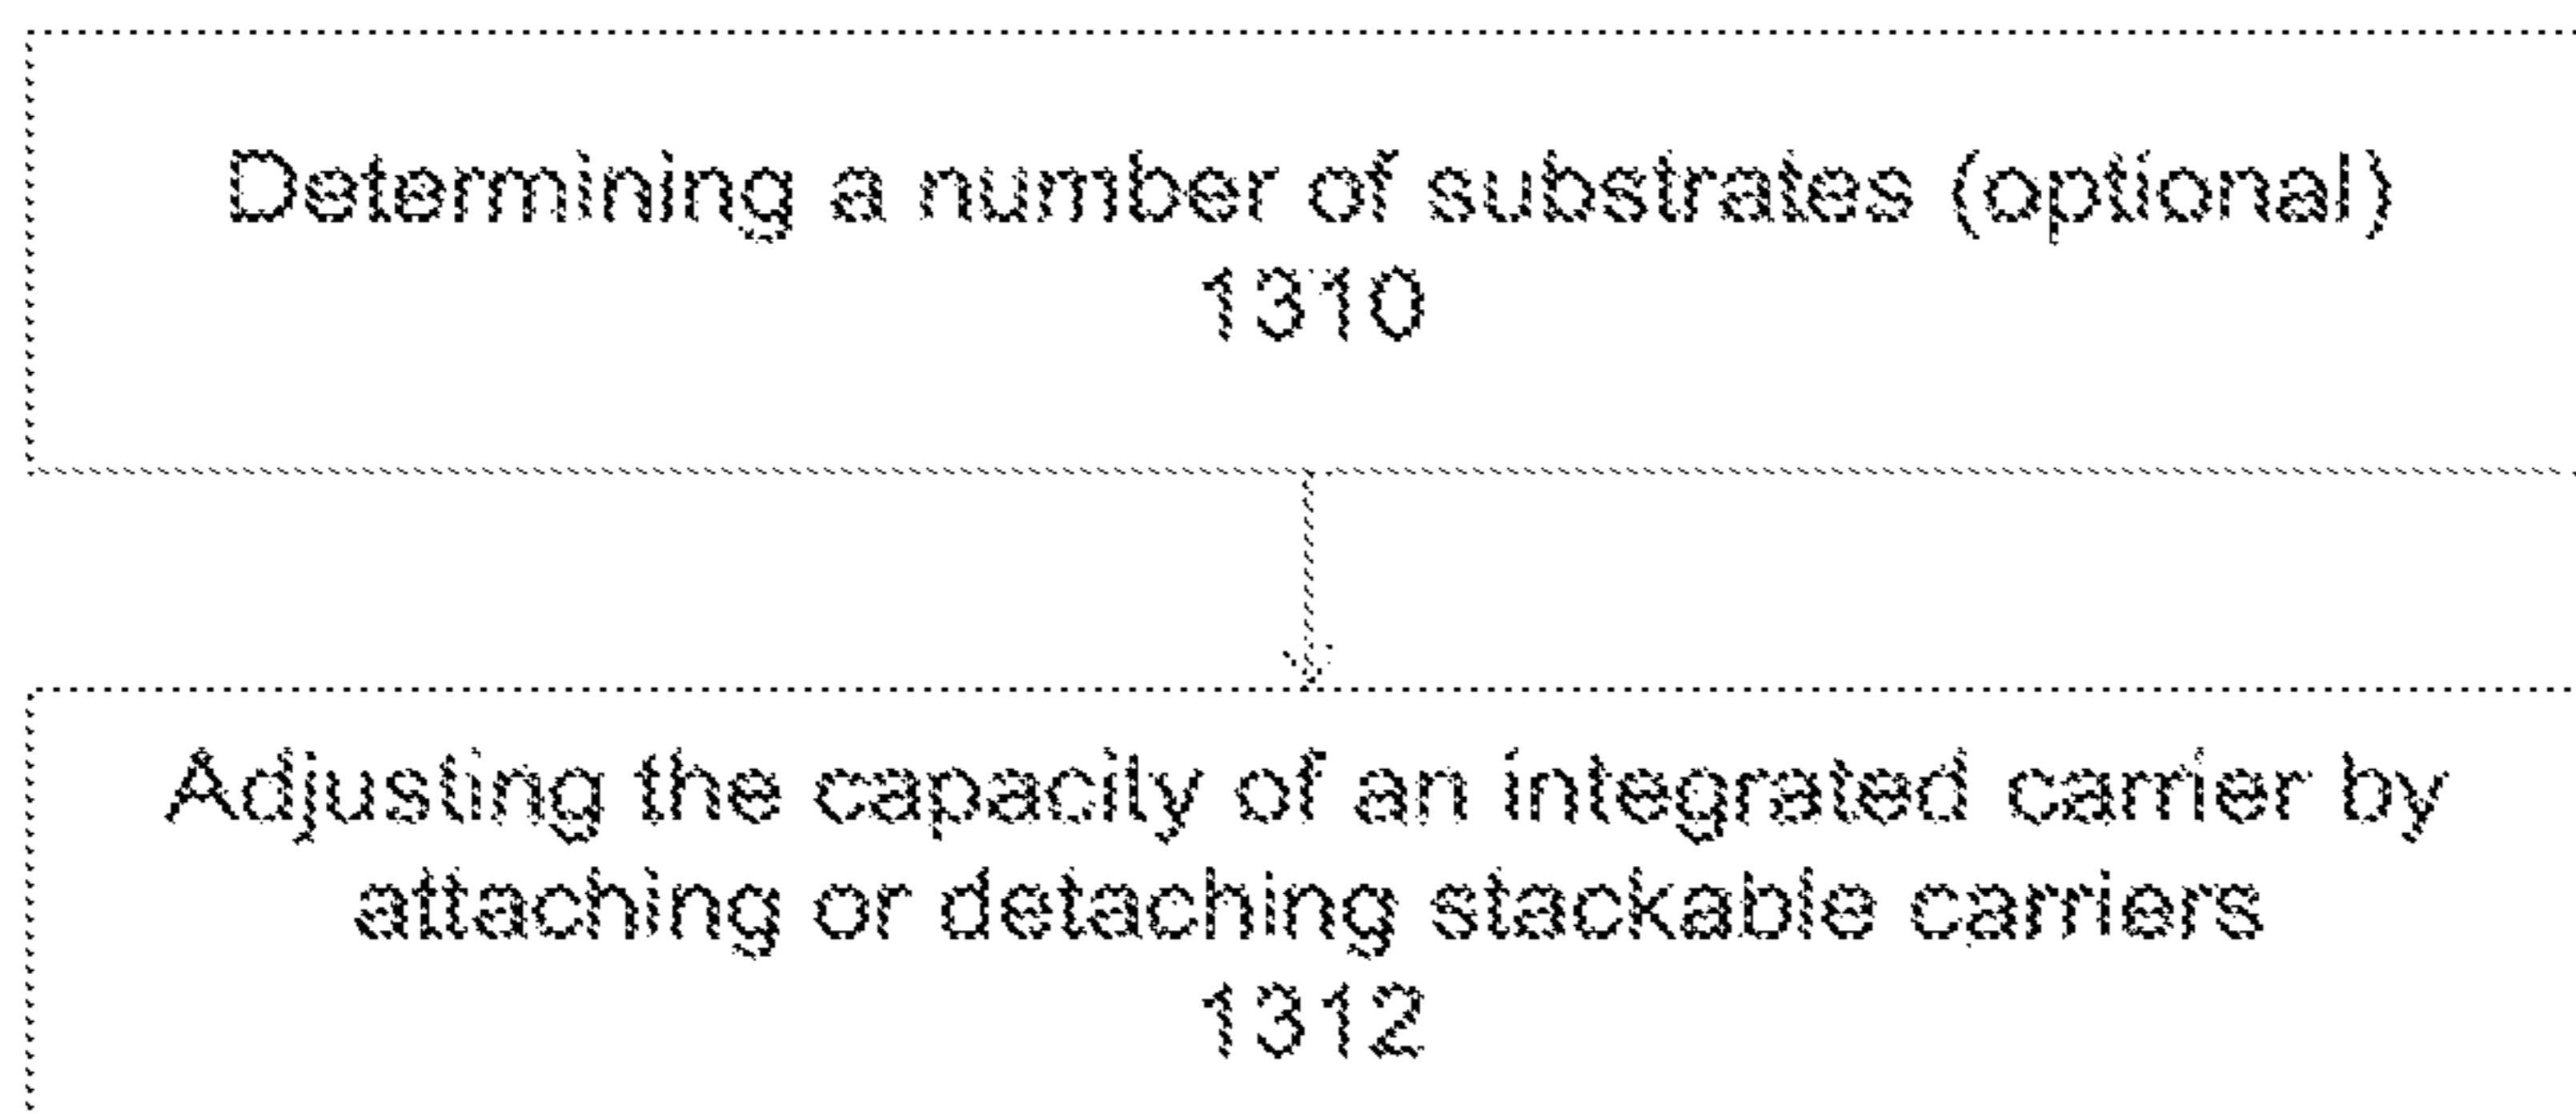 Determining a number of substrates (optional)
1310
Adjusting the capacity of an integrated carrier by
attaching or detaching stackable carriers
1312